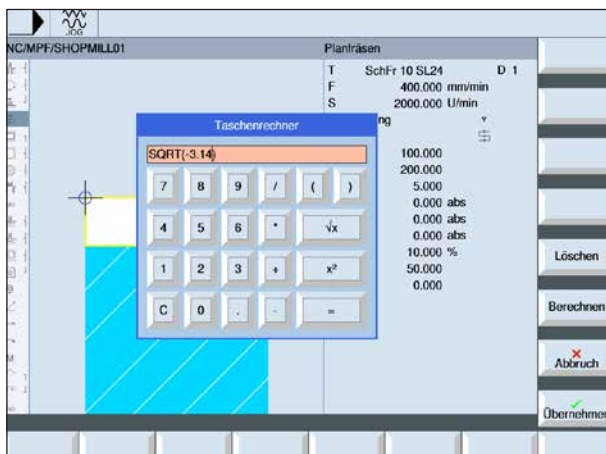 JOG
NC/MPF/SHOPMILL01
Planfräsen
T SchFr 10 SL24 D 1
F 400.000 mm/min
S 2000.000 U/min
ng
100.000
200.000
5.000
0.000 abs
0.000 abs
0.000 abs
10.000 %
50.000
0.000
Taschenrechner
SQRT(-3.14)
7 8 9 / ( )
4 5 6 * √x
1 2 3 + x²
C 0 . - =
Löschen
Berechnen
Abbruch
Übernehmen